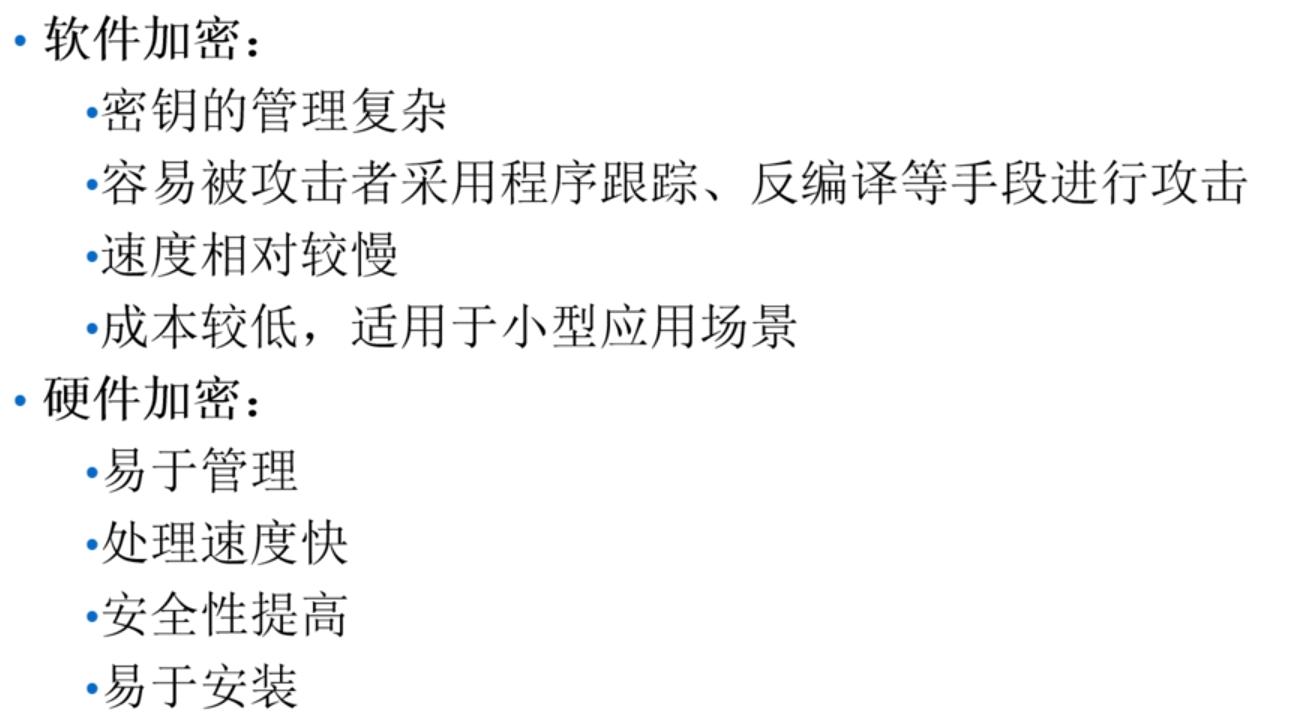 • 软件加密：
•密钥的管理复杂
•容易被攻击者采用程序跟踪、反编译等手段进行攻击
•速度相对较慢
•成本较低，适用于小型应用场景
• 硬件加密：
•易于管理
•处理速度快
•安全性提高
•易于安装